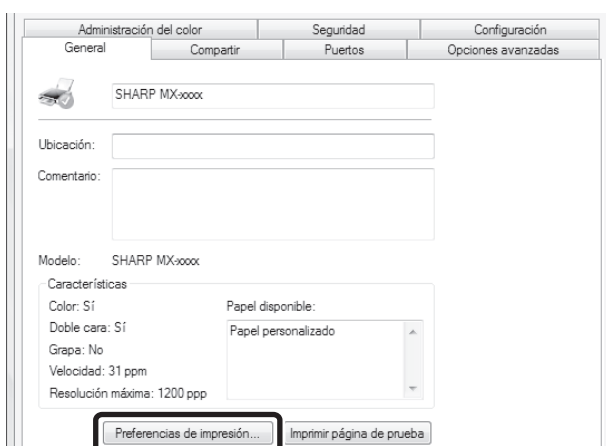 Administración del color Seguridad Configuración
General Compartir Puertos Opciones avanzadas
SHARP MX-xxxx
Ubicación:
Comentario:
Modelo: SHARP MX-xxxx
Características
Color: Sí Papel disponible:
Doble cara: Sí Papel personalizado
Grapa: No
Velocidad: 31 ppm
Resolución máxima: 1200 ppp
Preferencias de impresión... Imprimir página de prueba